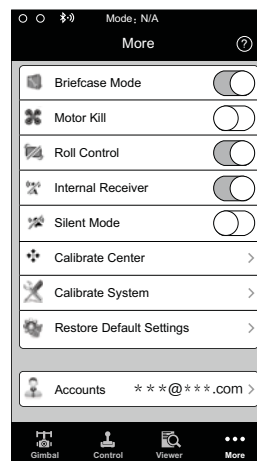 Mode: N/A
More ?
Briefcase Mode
Motor Kill
Roll Control
Internal Receiver
Silent Mode
Calibrate Center >
Calibrate System >
Restore Default Settings >
Accounts ***@***.com >
Gimbal Control Viewer More